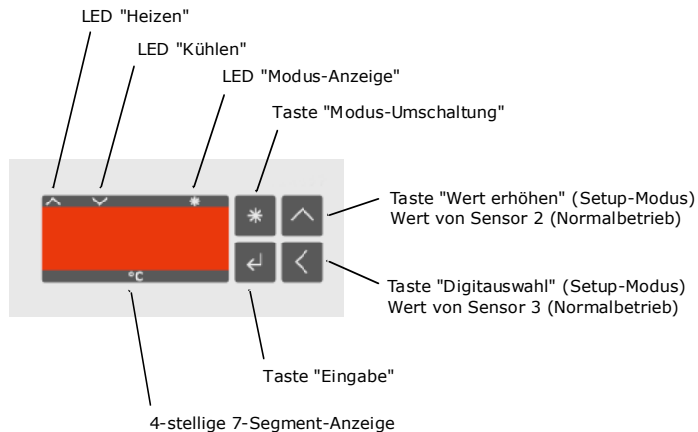 LED "Heizen"
LED "Kühlen"
LED "Modus-Anzeige"
Taste "Modus-Umschaltung"
Taste "Wert erhöhen" (Setup-Modus)
Wert von Sensor 2 (Normalbetrieb)
°C
Taste "Digitauswahl" (Setup-Modus)
Wert von Sensor 3 (Normalbetrieb)
Taste "Eingabe"
4-stellige 7-Segment-Anzeige